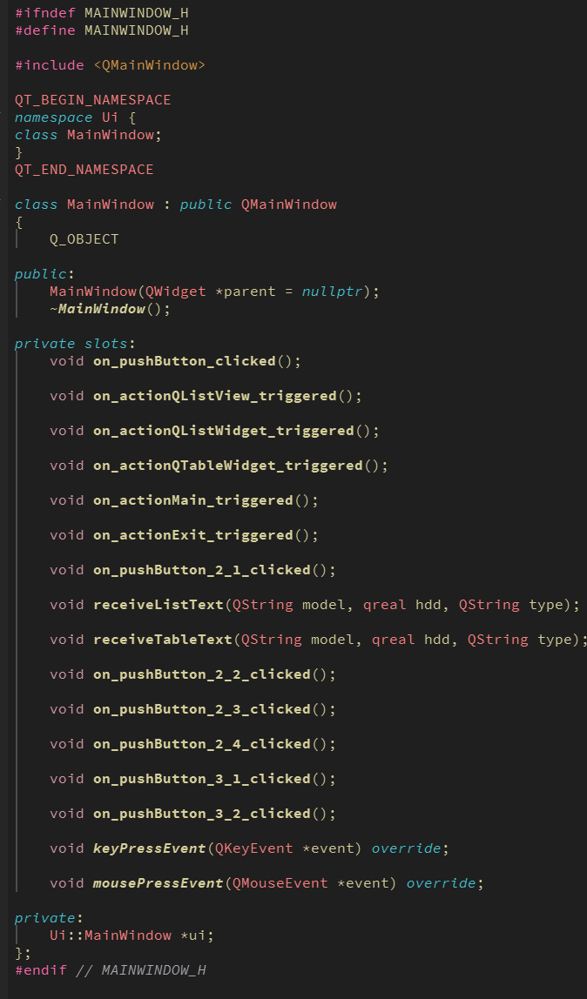 #ifndef MAINWINDOW_H
#define MAINWINDOW_H
#include <QMainWindow>
QT_BEGIN_NAMESPACE
namespace Ui {
class MainWindow;
}
QT_END_NAMESPACE
class MainWindow : public QMainWindow
{
    Q_OBJECT
public:
    MainWindow(QWidget *parent = nullptr);
    ~MainWindow();
private slots:
    void on_pushButton_clicked();
    void on_actionQListView_triggered();
    void on_actionQListWidget_triggered();
    void on_actionQTableWidget_triggered();
    void on_actionMain_triggered();
    void on_actionExit_triggered();
    void on_pushButton_2_1_clicked();
    void receiveListText(QString model, qreal hdd, QString type);
    void receiveTableText(QString model, qreal hdd, QString type);
    void on_pushButton_2_2_clicked();
    void on_pushButton_2_3_clicked();
    void on_pushButton_2_4_clicked();
    void on_pushButton_3_1_clicked();
    void on_pushButton_3_2_clicked();
    void keyPressEvent(QKeyEvent *event) override;
    void mousePressEvent(QMouseEvent *event) override;
private:
    Ui::MainWindow *ui;
};
#endif // MAINWINDOW_H